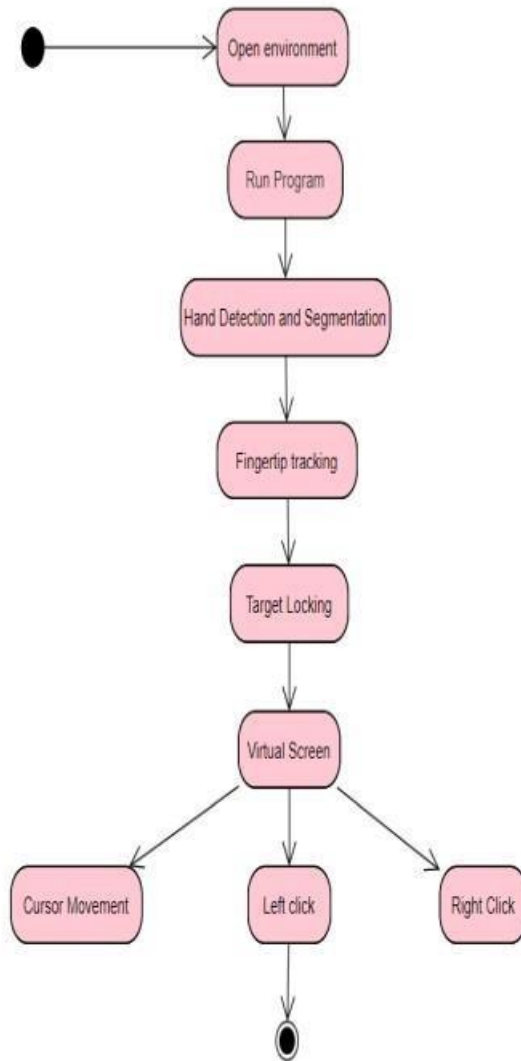 Open environment
Run Program
Hand Detection and Segmentation
Fingertip tracking
Target Locking
Virtual Screen
Cursor Movement
Left click
Right Click